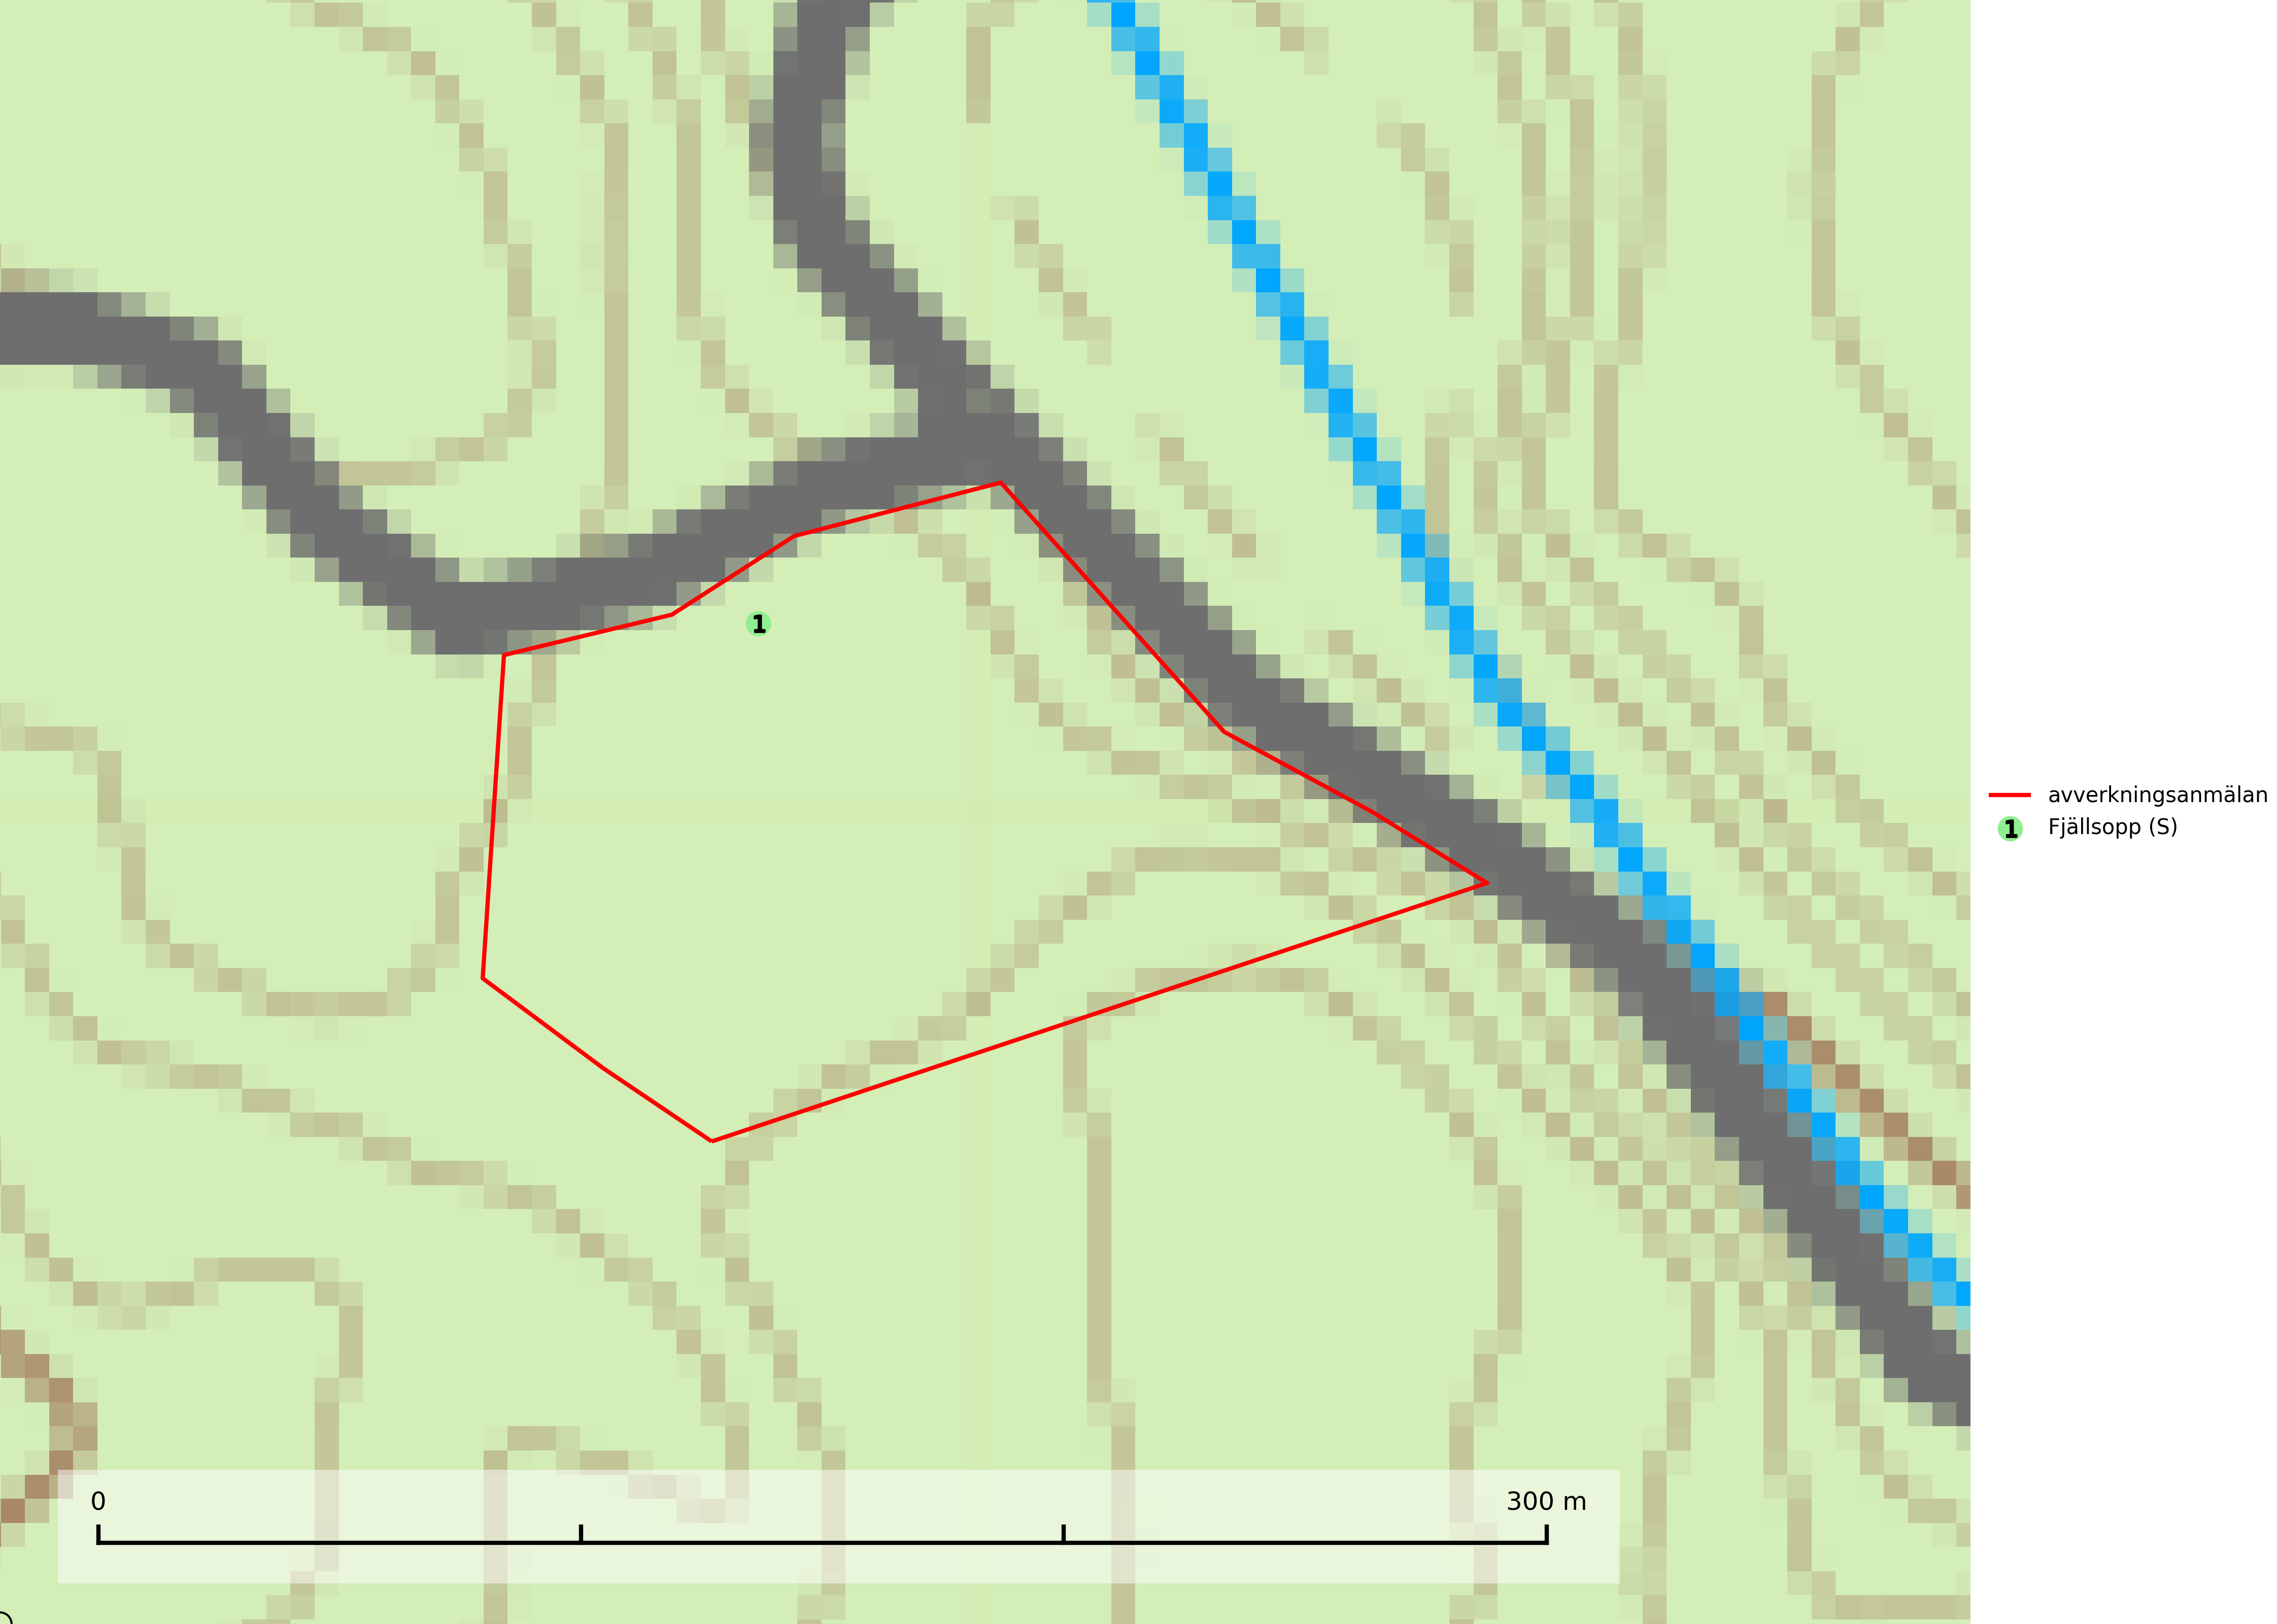 1
avverkningsanmälan
1 Fjällsopp (S)
0 300 m